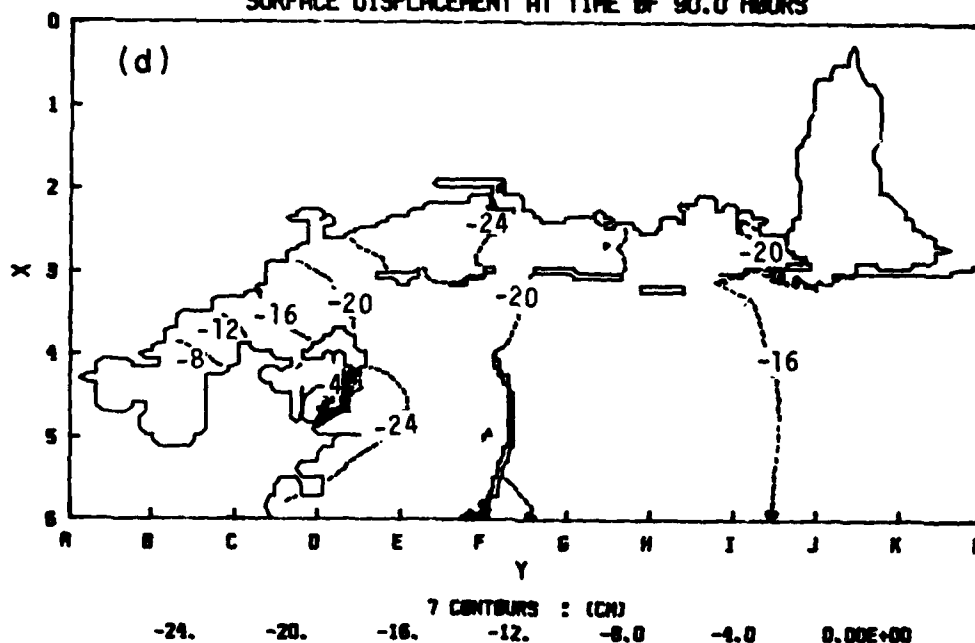 SURFACE DISPLACEMENT AT TIME OF 90.0 HOURS
(d)
0
1
2
3
4
5
6
X
-24
-20
-20
-20
-16
-16
-12
-8
-4
-24
A B C D E F G H I J K
Y
7 CONTOURS : (CM)
-24. -20. -16. -12. -8.0 -4.0 0.00E+00